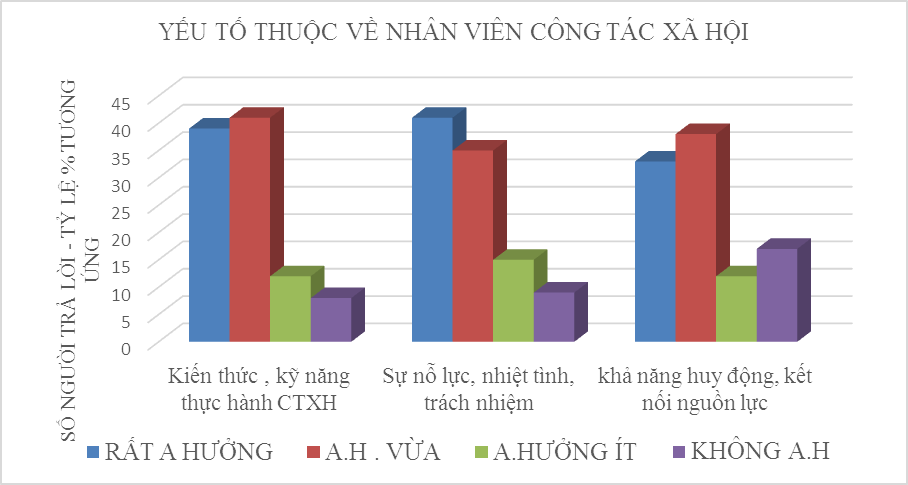 YẾU TỐ THUỘC VỀ NHÂN VIÊN CÔNG TÁC XÃ HỘI
SỐ NGƯỜI TRẢ LỜI - TỶ LỆ % TƯƠNG
ỨNG
45
40
35
30
25
20
15
10
5
0
Kiến thức , kỹ năng
thực hành CTXH
Sự nỗ lực, nhiệt tình,
trách nhiệm
khả năng huy động, kết
nối nguồn lực
RẤT A HƯỞNG
A.H . VỪA
A.HƯỞNG ÍT
KHÔNG A.H